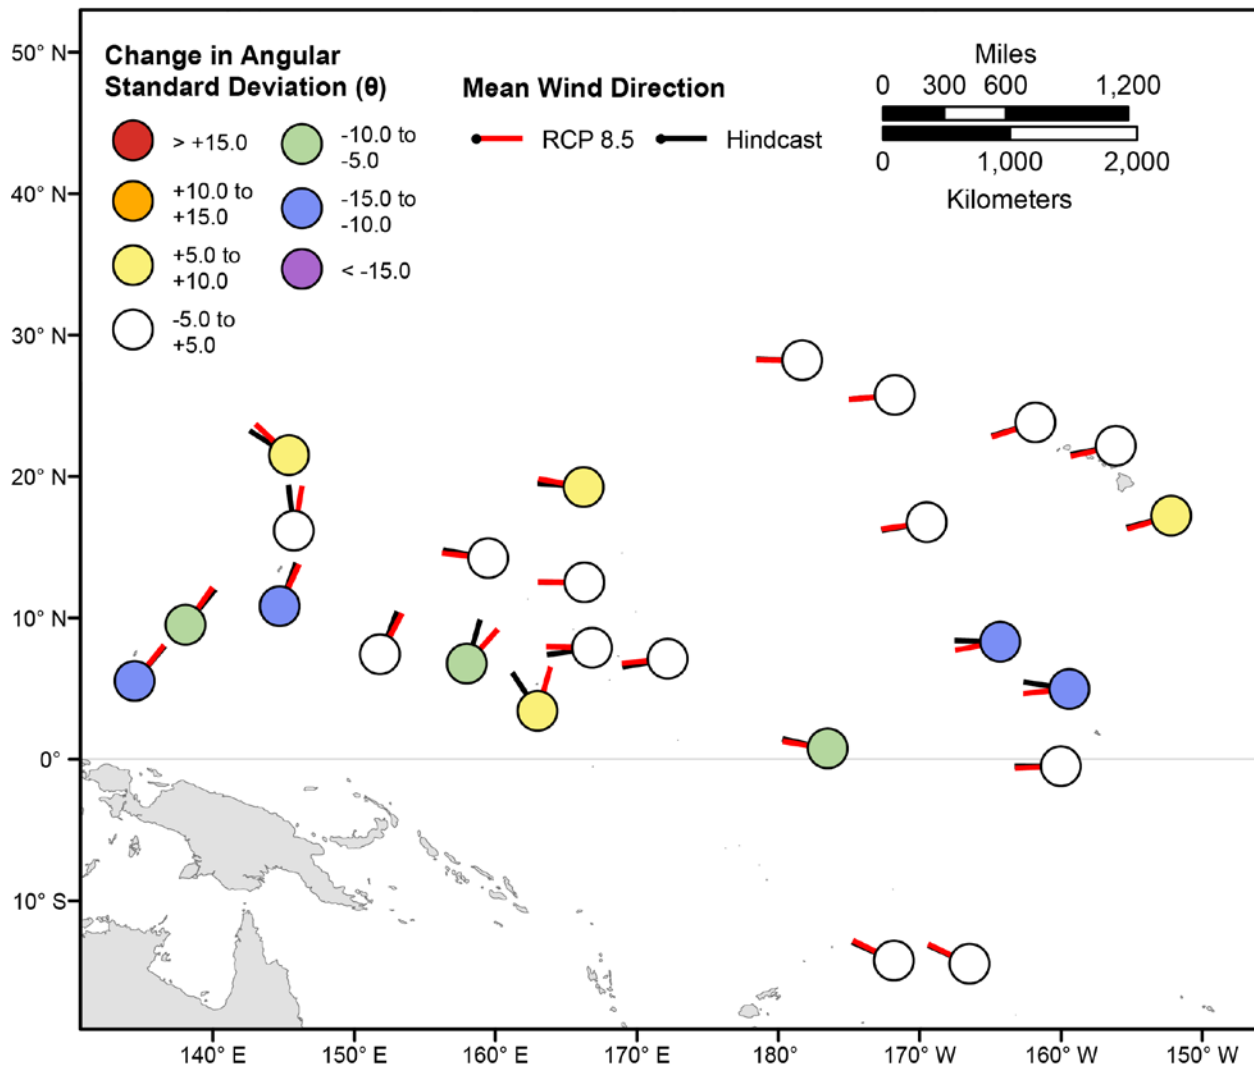 Change in Angular
Standard Deviation (θ)
> +15.0
+10.0 to
+15.0
+5.0 to
+10.0
-5.0 to
+5.0
-10.0 to
-5.0
-15.0 to
-10.0
< -15.0
Mean Wind Direction
RCP 8.5
Hindcast
Miles
0 300 600 1,200
0 1,000 2,000
Kilometers
50° N
40° N
30° N
20° N
10° N
0°
10° S
140° E 150° E 160° E 170° E 180° 170° W 160° W 150° W